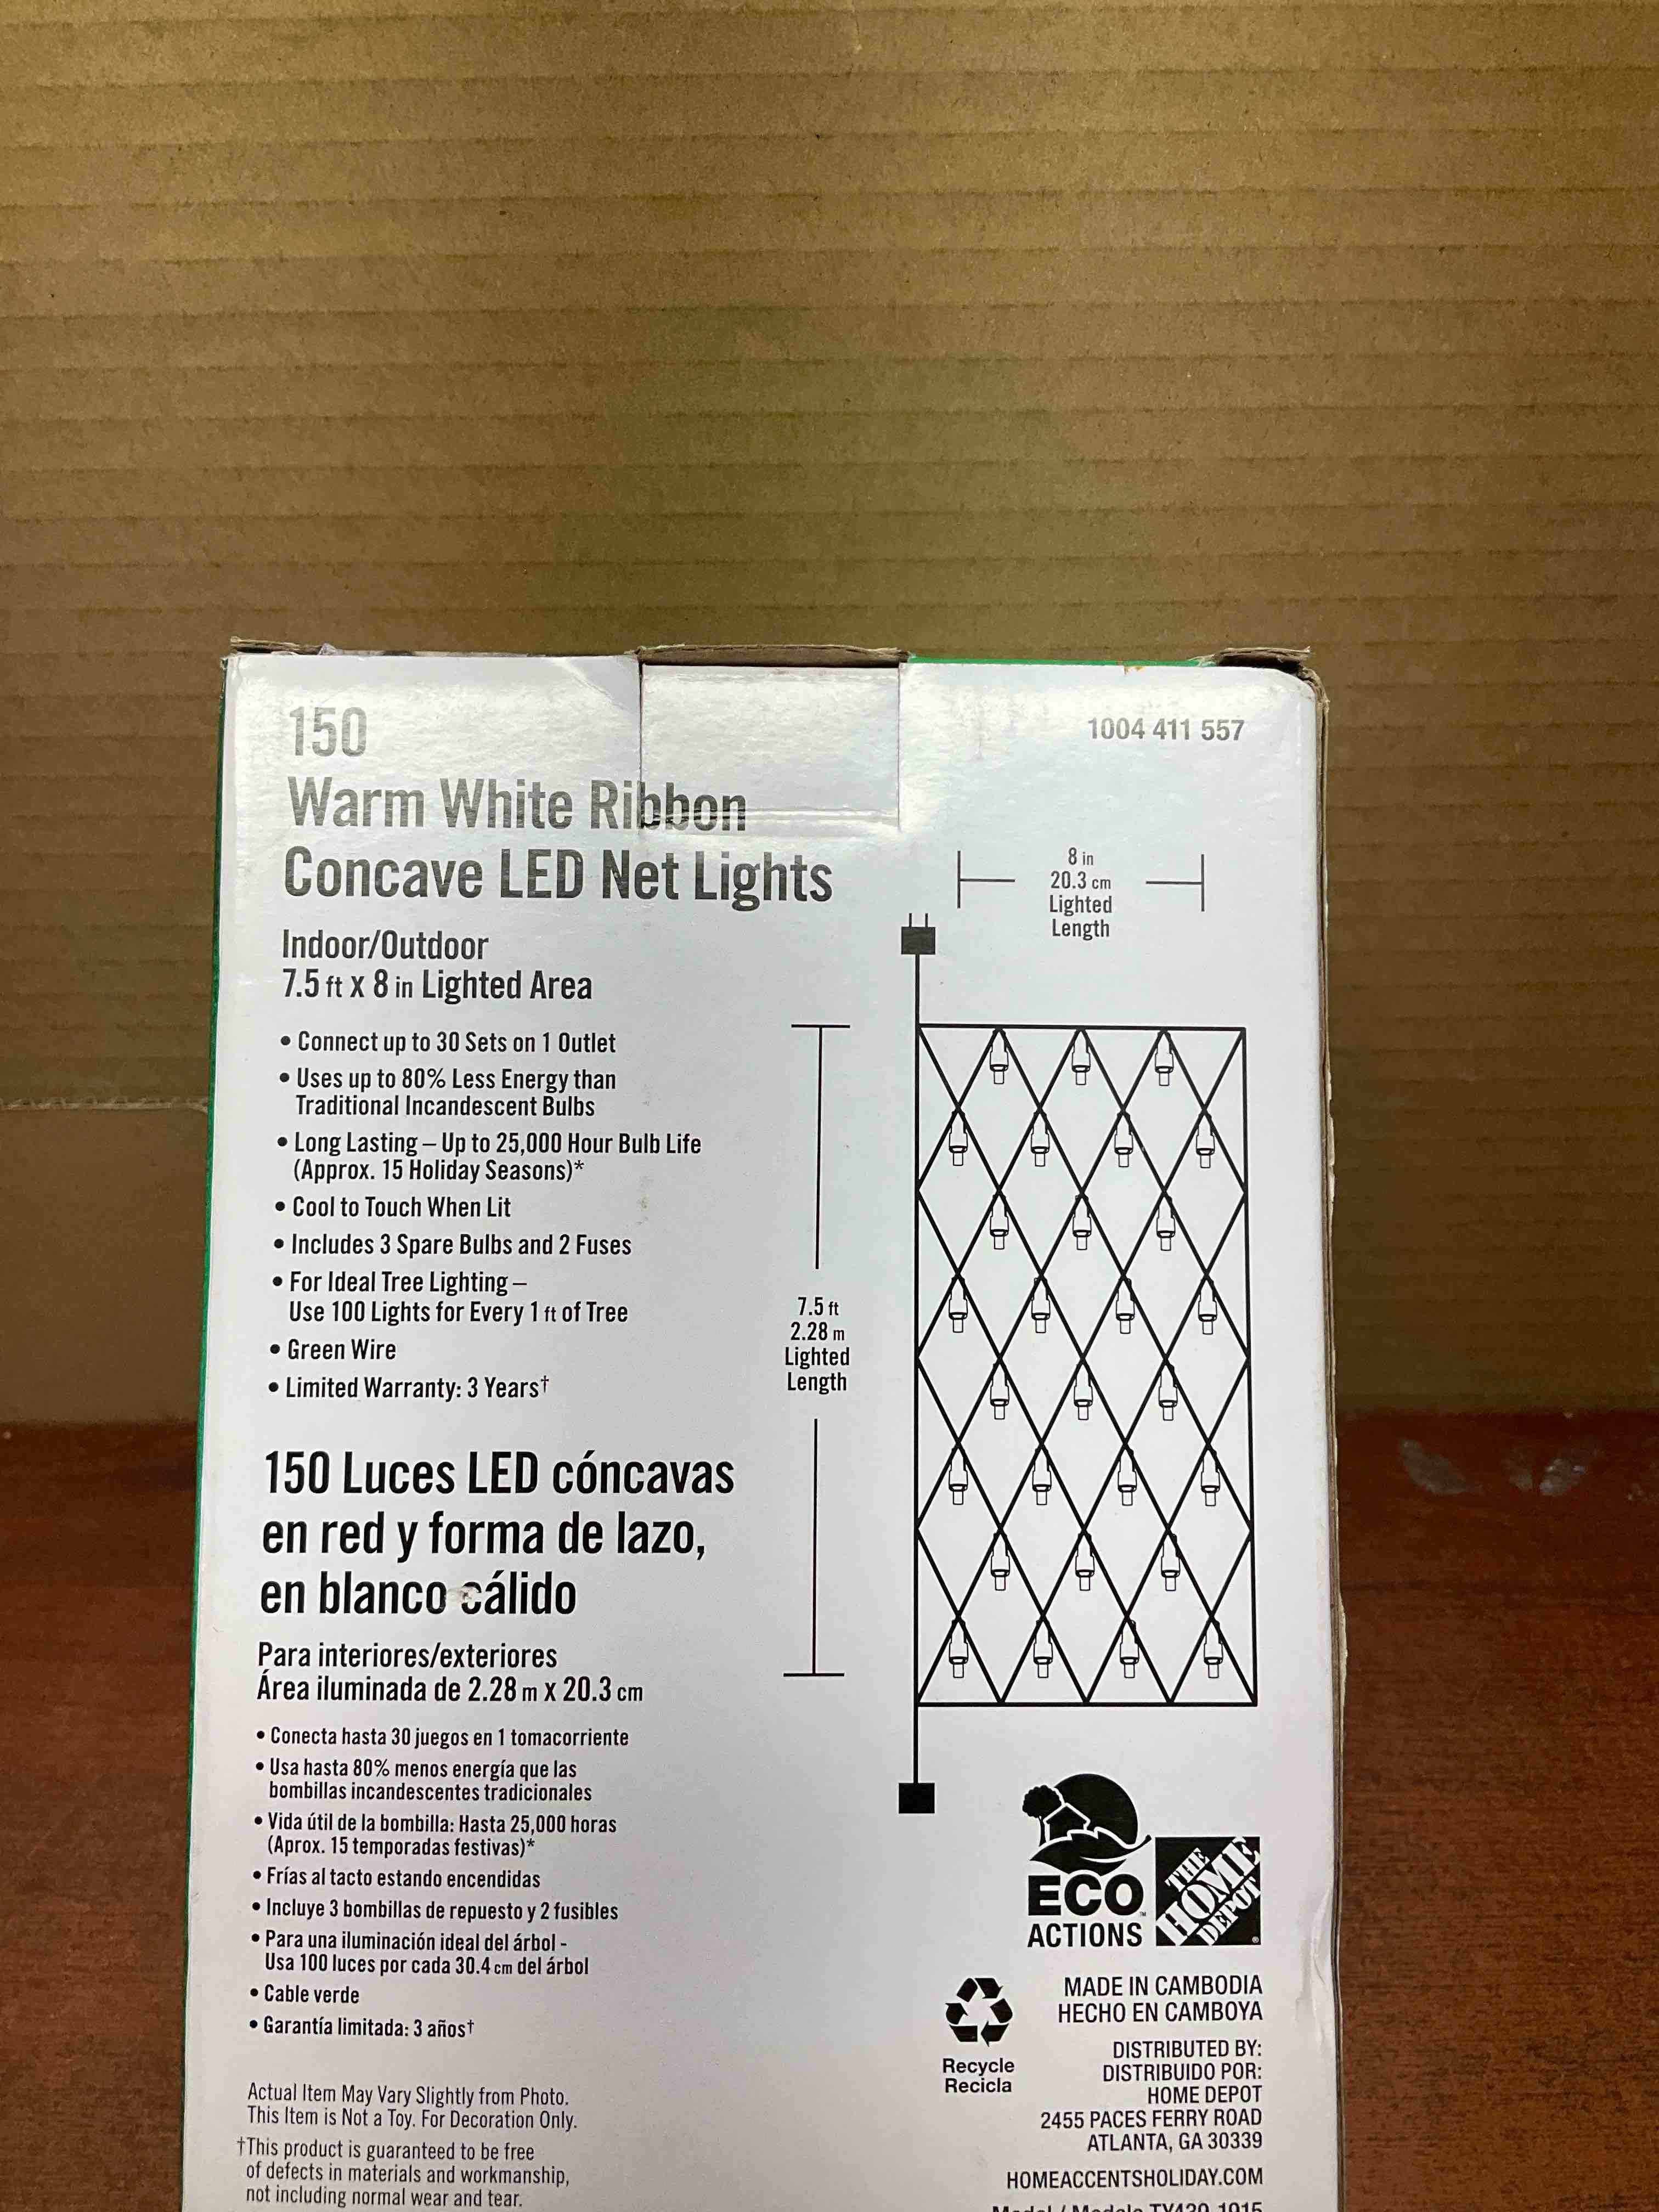 150
Warm White Ribbon
Concave LED Net Lights
Indoor/Outdoor
7.5 ft x 8 in Lighted Area
• Connect up to 30 Sets on 1 Outlet
• Uses up to 80% Less Energy than
Traditional Incandescent Bulbs
• Long Lasting – Up to 25,000 Hour Bulb Life
(Approx. 15 Holiday Seasons)*
• Cool to Touch When Lit
• Includes 3 Spare Bulbs and 2 Fuses
• For Ideal Tree Lighting –
Use 100 Lights for Every 1 ft of Tree
• Green Wire
• Limited Warranty: 3 Years†
150 Luces LED cóncavas
en red y forma de lazo,
en blanco cálido
Para interiores/exteriores
Área iluminada de 2.28 m x 20.3 cm
• Conecta hasta 30 juegos en 1 tomacorriente
• Usa hasta 80% menos energía que las
bombillas incandescentes tradicionales
• Vida útil de la bombilla: Hasta 25,000 horas
(Aprox. 15 temporadas festivas)*
• Frías al tacto estando encendidas
• Incluye 3 bombillas de repuesto y 2 fusibles
• Para una iluminación ideal del árbol -
Usa 100 luces por cada 30.4 cm del árbol
• Cable verde
• Garantía limitada: 3 años†
Actual Item May Vary Slightly from Photo.
This Item is Not a Toy. For Decoration Only.
†This product is guaranteed to be free
of defects in materials and workmanship,
not including normal wear and tear.
1004 411 557
8 in
20.3 cm
Lighted
Length
7.5 ft
2.28 m
Lighted
Length
ECO
ACTIONS™
THE
HOME
DEPOT®
Recycle
Recicla
MADE IN CAMBODIA
HECHO EN CAMBOYA
DISTRIBUTED BY:
DISTRIBUIDO POR:
HOME DEPOT
2455 PACES FERRY ROAD
ATLANTA, GA 30339
HOMEACCENTSHOLIDAY.COM
Model / Modelo TY420-1015